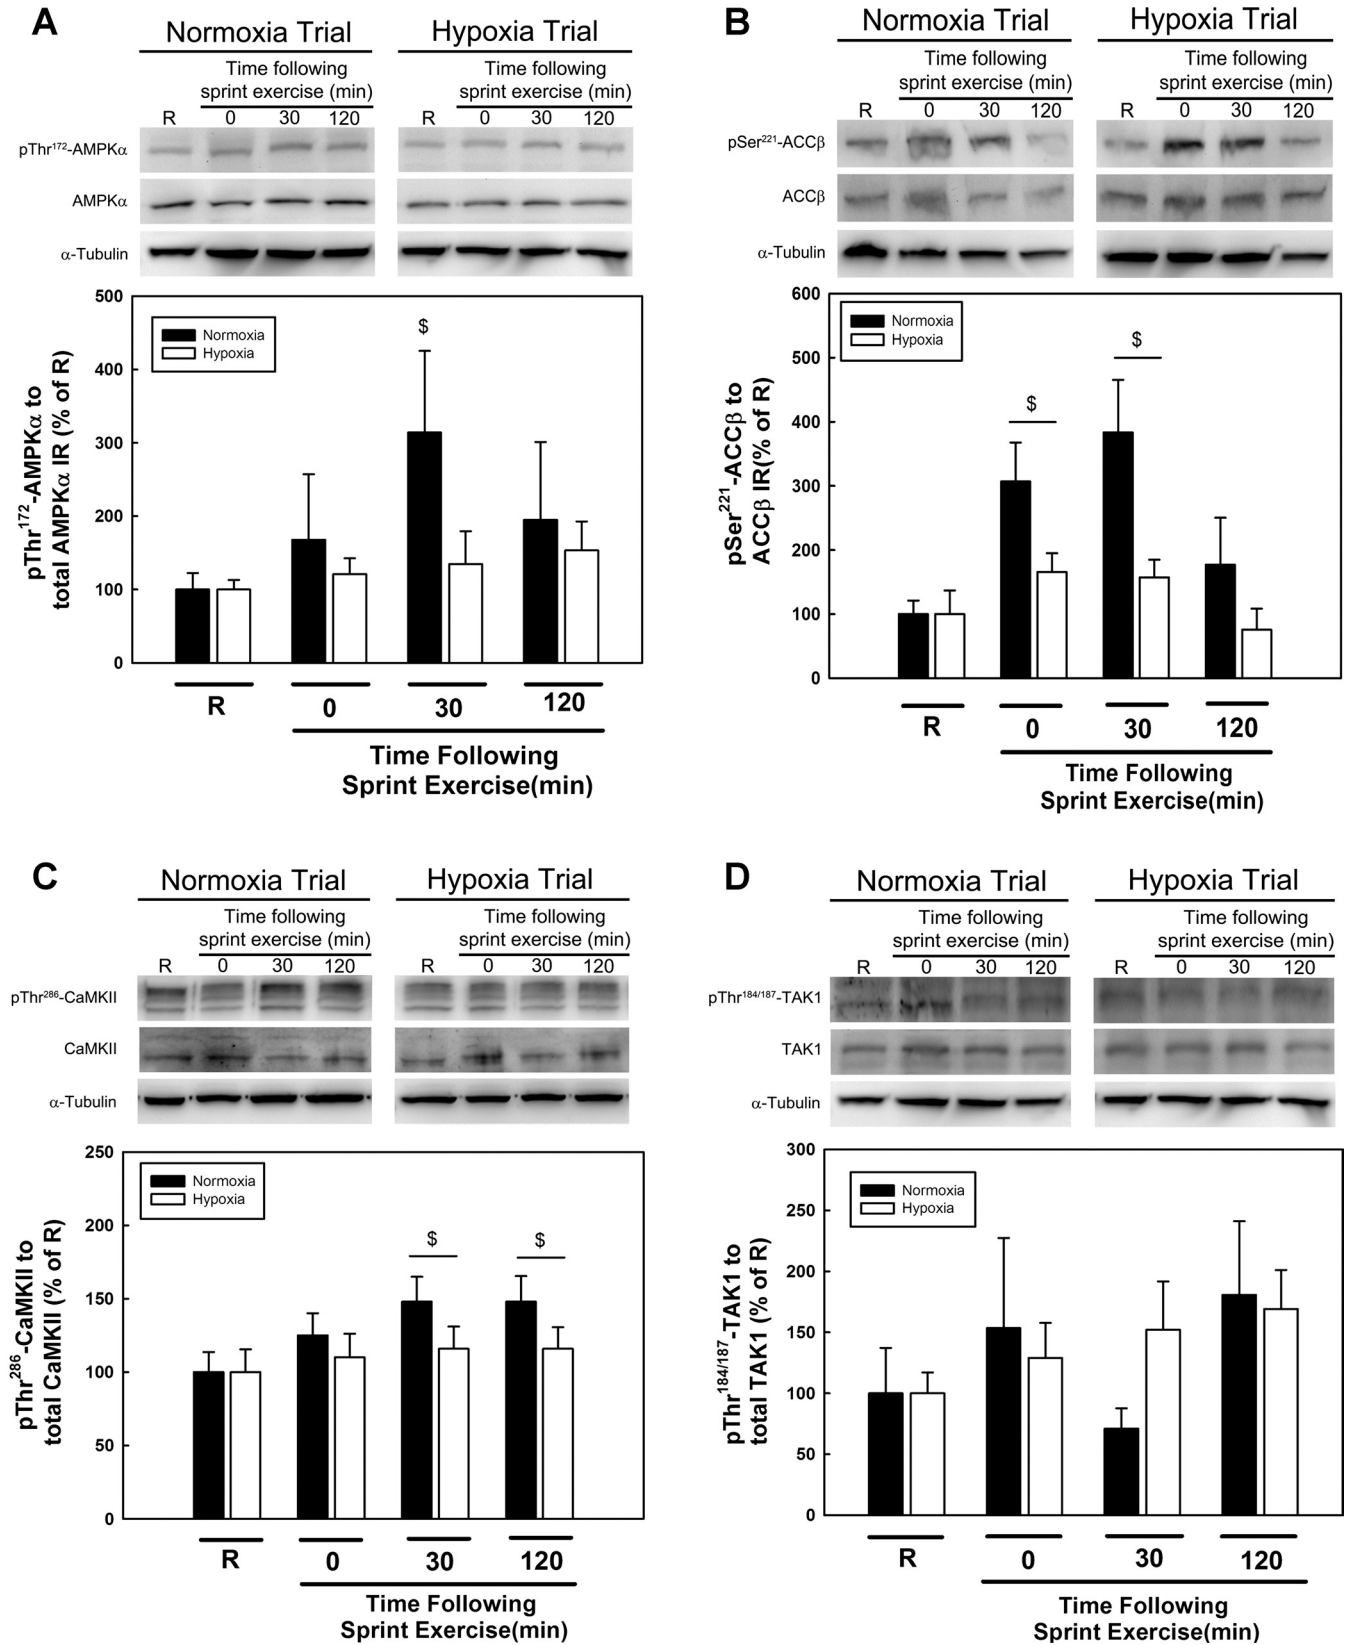 A
Normoxia Trial
Hypoxia Trial
Time following
sprint exercise (min)
Time following
sprint exercise (min)
R 0 30 120
R 0 30 120
pThr172-AMPKα
AMPKα
α-Tubulin
500
400
300
200
100
0
$
Normoxia
Hypoxia
pThr172-AMPKα to
total AMPKα IR (% of R)
R 0 30 120
Time Following
Sprint Exercise(min)
B
Normoxia Trial
Hypoxia Trial
Time following
sprint exercise (min)
Time following
sprint exercise (min)
R 0 30 120
R 0 30 120
pSer221-ACCβ
ACCβ
α-Tubulin
600
500
400
300
200
100
0
$
$
Normoxia
Hypoxia
pSer221-ACCβ to
ACCβ IR(% of R)
R 0 30 120
Time Following
Sprint Exercise(min)
C
Normoxia Trial
Hypoxia Trial
Time following
sprint exercise (min)
Time following
sprint exercise (min)
R 0 30 120
R 0 30 120
pThr286-CaMKII
CaMKII
α-Tubulin
250
200
150
100
50
0
$
$
Normoxia
Hypoxia
pThr286-CaMKII to
total CaMKII (% of R)
R 0 30 120
Time Following
Sprint Exercise(min)
D
Normoxia Trial
Hypoxia Trial
Time following
sprint exercise (min)
Time following
sprint exercise (min)
R 0 30 120
R 0 30 120
pThr184/187-TAK1
TAK1
α-Tubulin
300
250
200
150
100
50
0
Normoxia
Hypoxia
pThr184/187-TAK1 to
total TAK1 (% of R)
R 0 30 120
Time Following
Sprint Exercise(min)